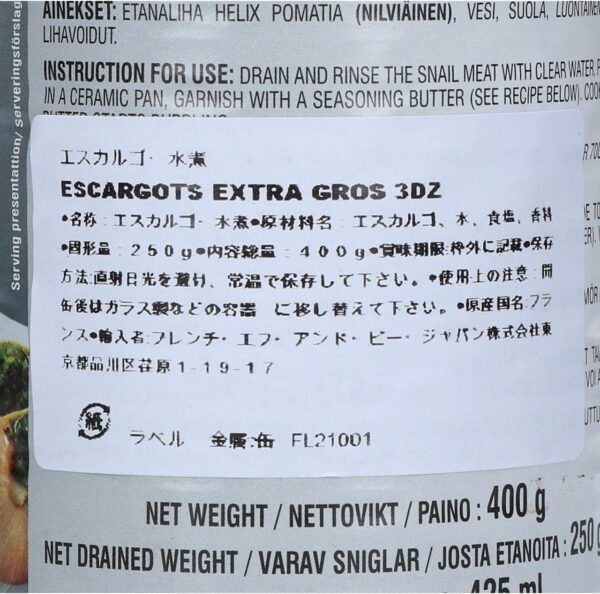 AINEKSET: ETANALIHA HELIX POMATIA (NILVIÄINEN), VESI, SUOLA,
LIHAVOIDUT.
INSTRUCTION FOR USE: DRAIN AND RINSE THE SNAIL MEAT WITH CLEAR WATER.
IN A CERAMIC PAN, GARNISH WITH A SEASONING BUTTER (SEE RECIPE BELOW).
Serving presentattion/ serveringsförslag
エスカルゴ・水煮
ESCARGOTS EXTRA GROS 3DZ
●名称:エスカルゴ・水煮●原材料名:エスカルゴ、水、食塩、香料
●固形量:250g●内容総量:400g●賞味期限:枠外に記載●保存
方法:直射日光を避け、常温で保存して下さい。●使用上の注意:開
缶後はガラス製などの容器 に移し替えて下さい。●原産国名:フラ
ンス●輸入者:フレンチ・エフ・アンド・ビー・ジャパン株式会社東
京都品川区荏原1-19-17
紙 ラベル 金属:缶 FL21001
NET WEIGHT / NETTOVIKT / PAINO : 400 g
NET DRAINED WEIGHT / VARAV SNIGLAR / JOSTA ETANOITA : 250 g
425 ml